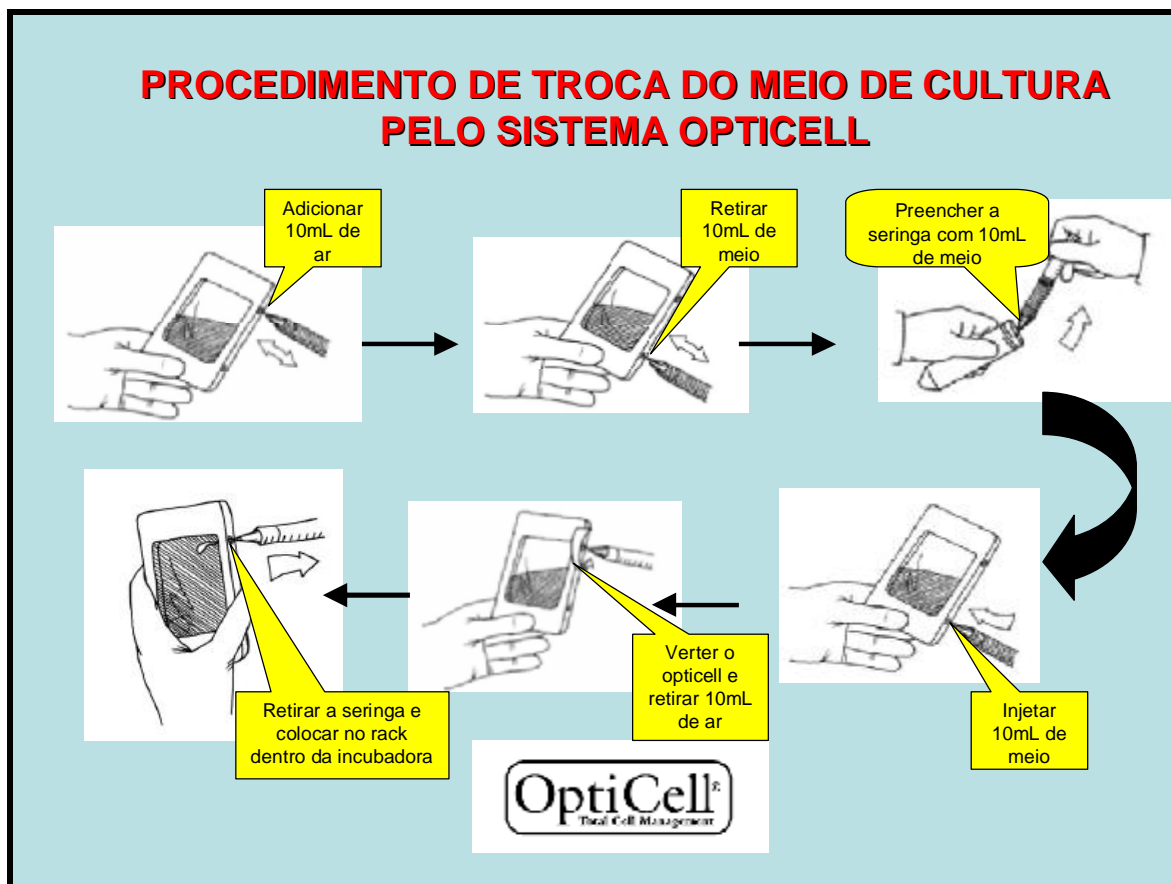 PROCEDIMENTO DE TROCA DO MEIO DE CULTURA
PELO SISTEMA OPTICELL
Adicionar
10mL de
ar
Retirar
10mL de
meio
Preencher a
seringa com 10mL
de meio
Injetar
10mL de
meio
Verter o
opticell e
retirar 10mL
de ar
Retirar a seringa e
colocar no rack
dentro da incubadora
OptiCell
Total Cell Management